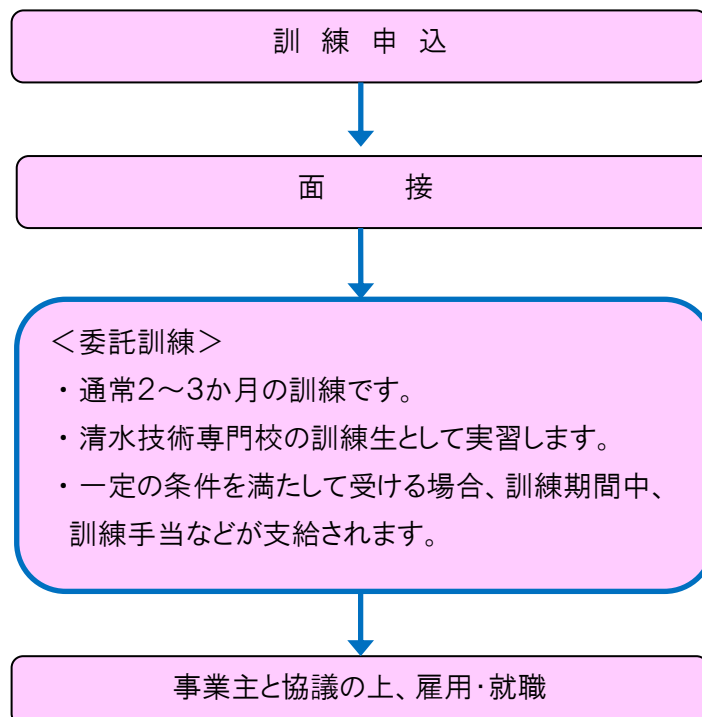 訓 練 申 込
面 接
＜委託訓練＞
・通常2～3か月の訓練です。
・清水技術専門校の訓練生として実習します。
・一定の条件を満たして受ける場合、訓練期間中、
訓練手当などが支給されます。
事業主と協議の上、雇用・就職